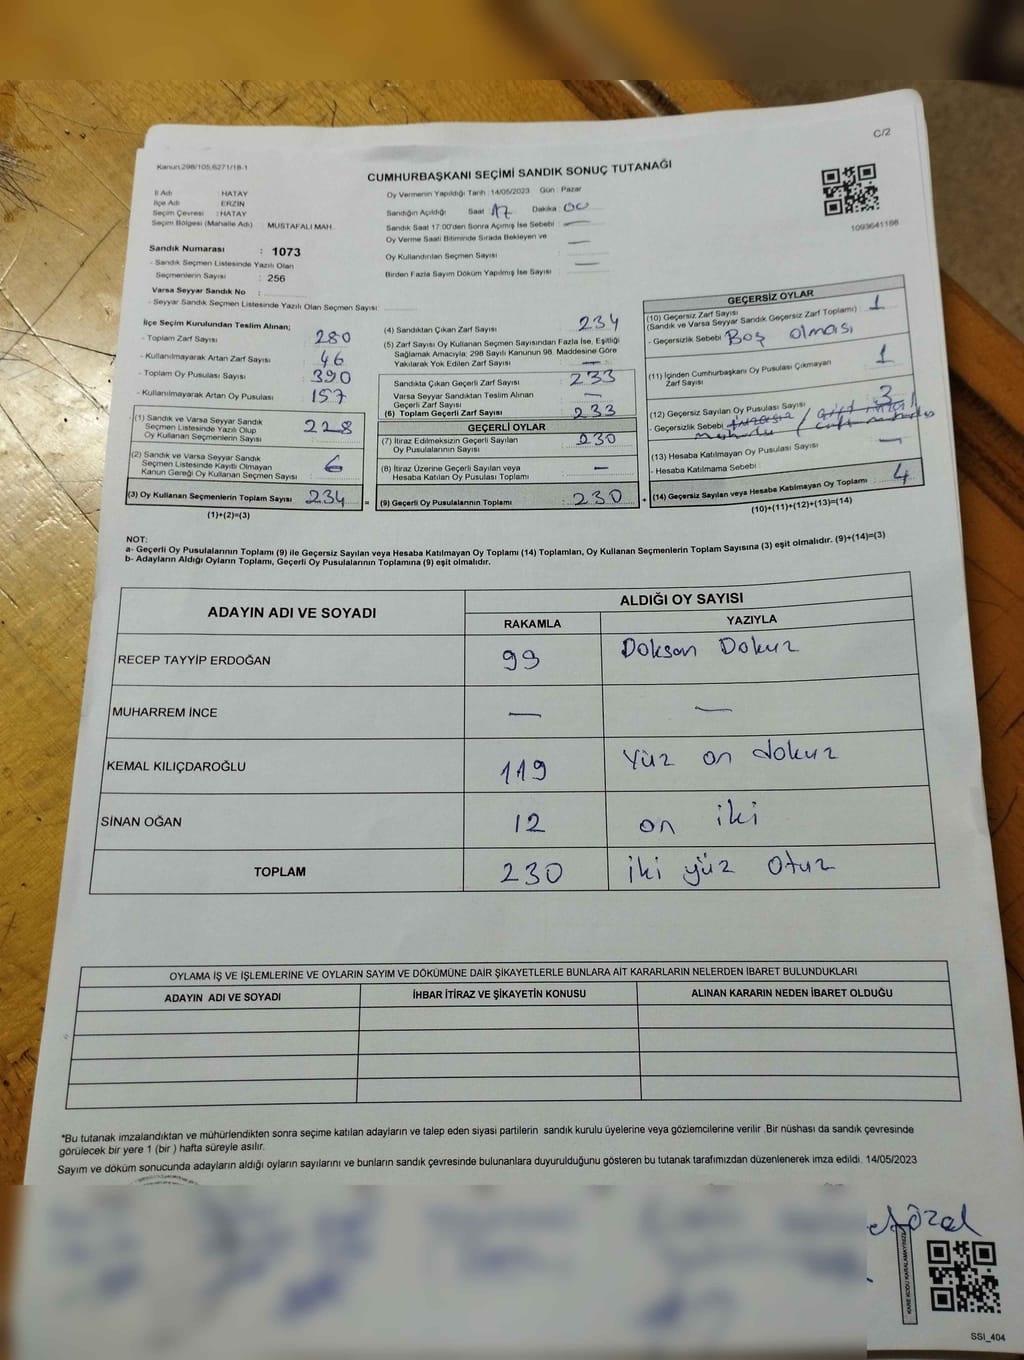 C/2
Kanun 298/105,6271/18-1
CUMHURBAŞKANI SEÇİMİ SANDIK SONUÇ TUTANAĞI
İl Adı : HATAY
İlçe Adı : ERZİN
Seçim Çevresi : HATAY
Seçim Bölgesi (Mahalle Adı) MUSTAFALI MAH.
Sandık Numarası : 1073
- Sandık Seçmen Listesinde Yazılı Olan
Seçmenlerin Sayısı : 256
Varsa Seyyar Sandık No :
- Seyyar Sandık Seçmen Listesinde Yazılı Olan Seçmen Sayısı:
Oy Vermenin Yapıldığı Tarih : 14/05/2023 Gün : Pazar
Sandığın Açıldığı Saat 17 Dakika : 00
Sandık Saat 17:00'den Sonra Açılmış İse Sebebi : —
Oy Verme Saati Bitiminde Sırada Bekleyen ve
Oy Kullandırılan Seçmen Sayısı : —
Birden Fazla Sayım Döküm Yapılmış İse Sayısı : —
1093641166
İlçe Seçim Kurulundan Teslim Alınan;
- Toplam Zarf Sayısı : 280
- Kullanılmayarak Artan Zarf Sayısı : 46
- Toplam Oy Pusulası Sayısı : 390
- Kullanılmayarak Artan Oy Pusulası : 157
(1) Sandık ve Varsa Seyyar Sandık
Seçmen Listesinde Yazılı Olup
Oy Kullanan Seçmenlerin Sayısı : 228
(2) Sandık ve Varsa Seyyar Sandık
Seçmen Listesinde Kayıtlı Olmayan
Kanun Gereği Oy Kullanan Seçmen Sayısı : 6
(3) Oy Kullanan Seçmenlerin Toplam Sayısı : 234 =
(1)+(2)=(3)
(4) Sandıktan Çıkan Zarf Sayısı : 234
(5) Zarf Sayısı Oy Kullanan Seçmen Sayısından Fazla İse, Eşitliği
Sağlamak Amacıyla; 298 Sayılı Kanunun 98. Maddesine Göre
Yakılarak Yok Edilen Zarf Sayısı : —
Sandıkta Çıkan Geçerli Zarf Sayısı : 233
Varsa Seyyar Sandıktan Teslim Alınan
Geçerli Zarf Sayısı : —
(6) Toplam Geçerli Zarf Sayısı : 233
GEÇERLİ OYLAR
(7) İtiraz Edilmeksizin Geçerli Sayılan
Oy Pusulalarının Sayısı : 230
(8) İtiraz Üzerine Geçerli Sayılan veya
Hesaba Katılan Oy Pusulası Toplamı : —
(9) Geçerli Oy Pusulalarının Toplamı : 230 +
GEÇERSİZ OYLAR
(10) Geçersiz Zarf Sayısı
(Sandık ve Varsa Seyyar Sandık Geçersiz Zarf Toplamı) : 1
- Geçersizlik Sebebi : Boş olması
(11) İçinden Cumhurbaşkanı Oy Pusulası Çıkmayan
Zarf Sayısı : 1
(12) Geçersiz Sayılan Oy Pusulası Sayısı : 3
- Geçersizlik Sebebi :
(13) Hesaba Katılmayan Oy Pusulası Sayısı : —
- Hesaba Katılmama Sebebi :
(14) Geçersiz Sayılan veya Hesaba Katılmayan Oy Toplamı : 4
(10)+(11)+(12)+(13)=(14)
NOT:
a- Geçerli Oy Pusulalarının Toplamı (9) ile Geçersiz Sayılan veya Hesaba Katılmayan Oy Toplamı (14) Toplamları, Oy Kullanan Seçmenlerin Toplam Sayısına (3) eşit olmalıdır. (9)+(14)=(3)
b- Adayların Aldığı Oyların Toplamı, Geçerli Oy Pusulalarının Toplamına (9) eşit olmalıdır.
ADAYIN ADI VE SOYADI
ALDIĞI OY SAYISI
RAKAMLA YAZIYLA
RECEP TAYYİP ERDOĞAN 99 Doksan Dokuz
MUHARREM İNCE — —
KEMAL KILIÇDAROĞLU 119 Yüz on dokuz
SİNAN OĞAN 12 on iki
TOPLAM 230 iki yüz Otuz
OYLAMA İŞ VE İŞLEMLERİNE VE OYLARIN SAYIM VE DÖKÜMÜNE DAİR ŞİKAYETLERLE BUNLARA AİT KARARLARIN NELERDEN İBARET BULUNDUKLARI
ADAYIN ADI VE SOYADI İHBAR İTİRAZ VE ŞİKAYETİN KONUSU ALINAN KARARIN NEDEN İBARET OLDUĞU
*Bu tutanak imzalandıktan ve mühürlendikten sonra seçime katılan adayların ve talep eden siyasi partilerin sandık kurulu üyelerine veya gözlemcilerine verilir .Bir nüshası da sandık çevresinde
görülecek bir yere 1 (bir ) hafta süreyle asılır.
Sayım ve döküm sonucunda adayların aldığı oyların sayılarını ve bunların sandık çevresinde bulunanlara duyurulduğunu gösteren bu tutanak tarafımızdan düzenlenerek imza edildi. 14/05/2023
KARE KODU KARALAMAYINIZ
SSI_404